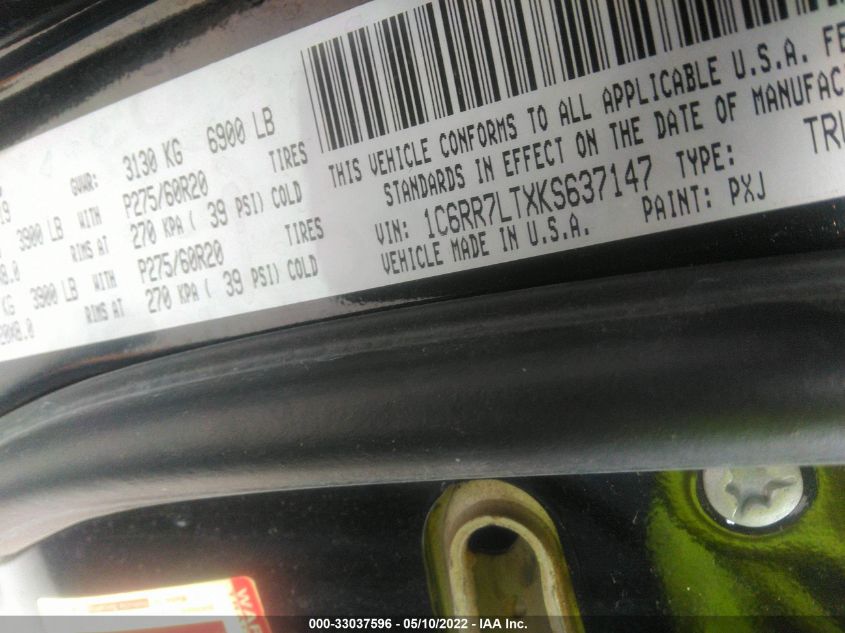 19 GVWR: 3130 KG 6900 LB
3900 LB WITH P275/60R20 TIRES
RIMS AT 270 KPA ( 39 PSI) COLD
KG 3900 LB WITH P275/60R20 TIRES
RIMS AT 270 KPA ( 39 PSI) COLD
THIS VEHICLE CONFORMS TO ALL APPLICABLE U.S.A. FE
STANDARDS IN EFFECT ON THE DATE OF MANUFAC
VIN: 1C6RR7LTXKS637147 TYPE: TRU
VEHICLE MADE IN U.S.A. PAINT: PXJ
000-33037596 - 05/10/2022 - IAA Inc.